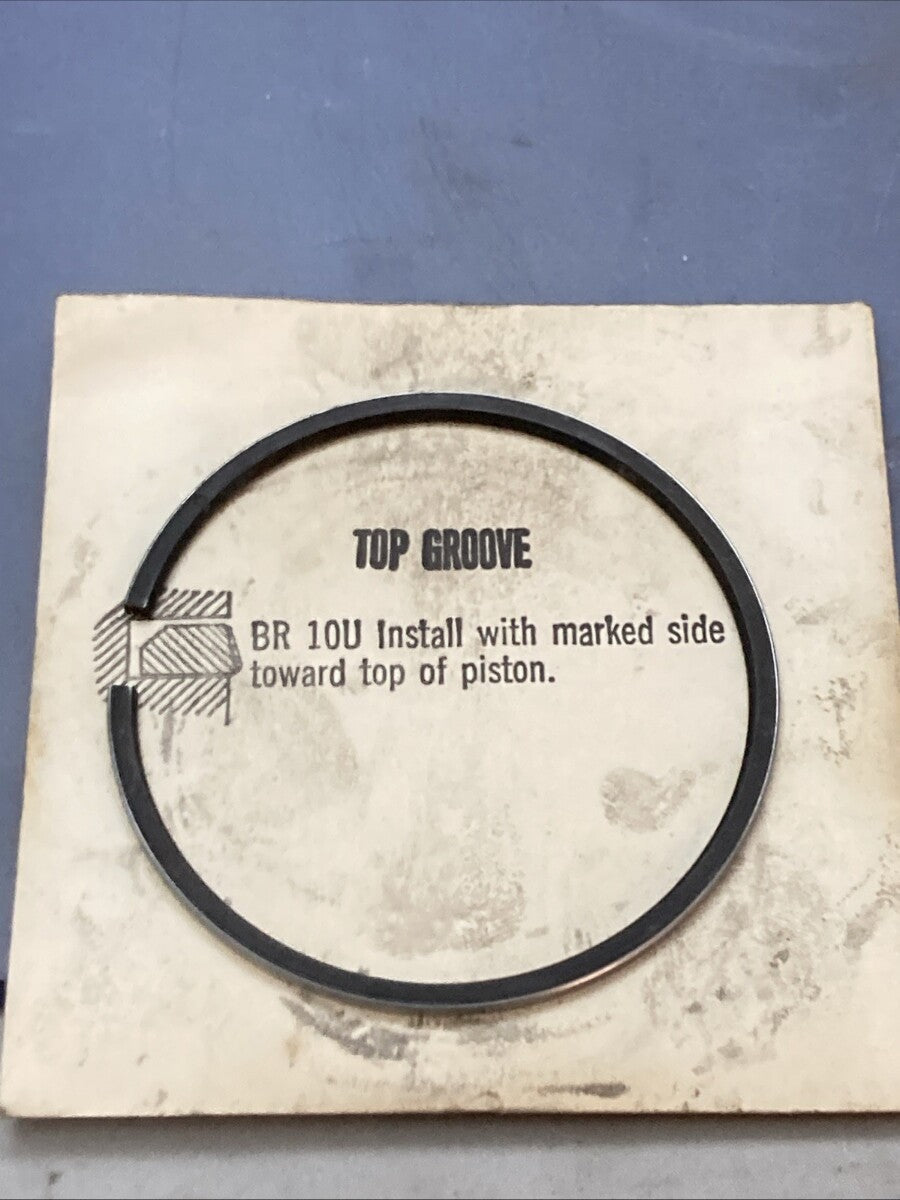 TOP GROOVE
BR 10U Install with marked side
toward top of piston.